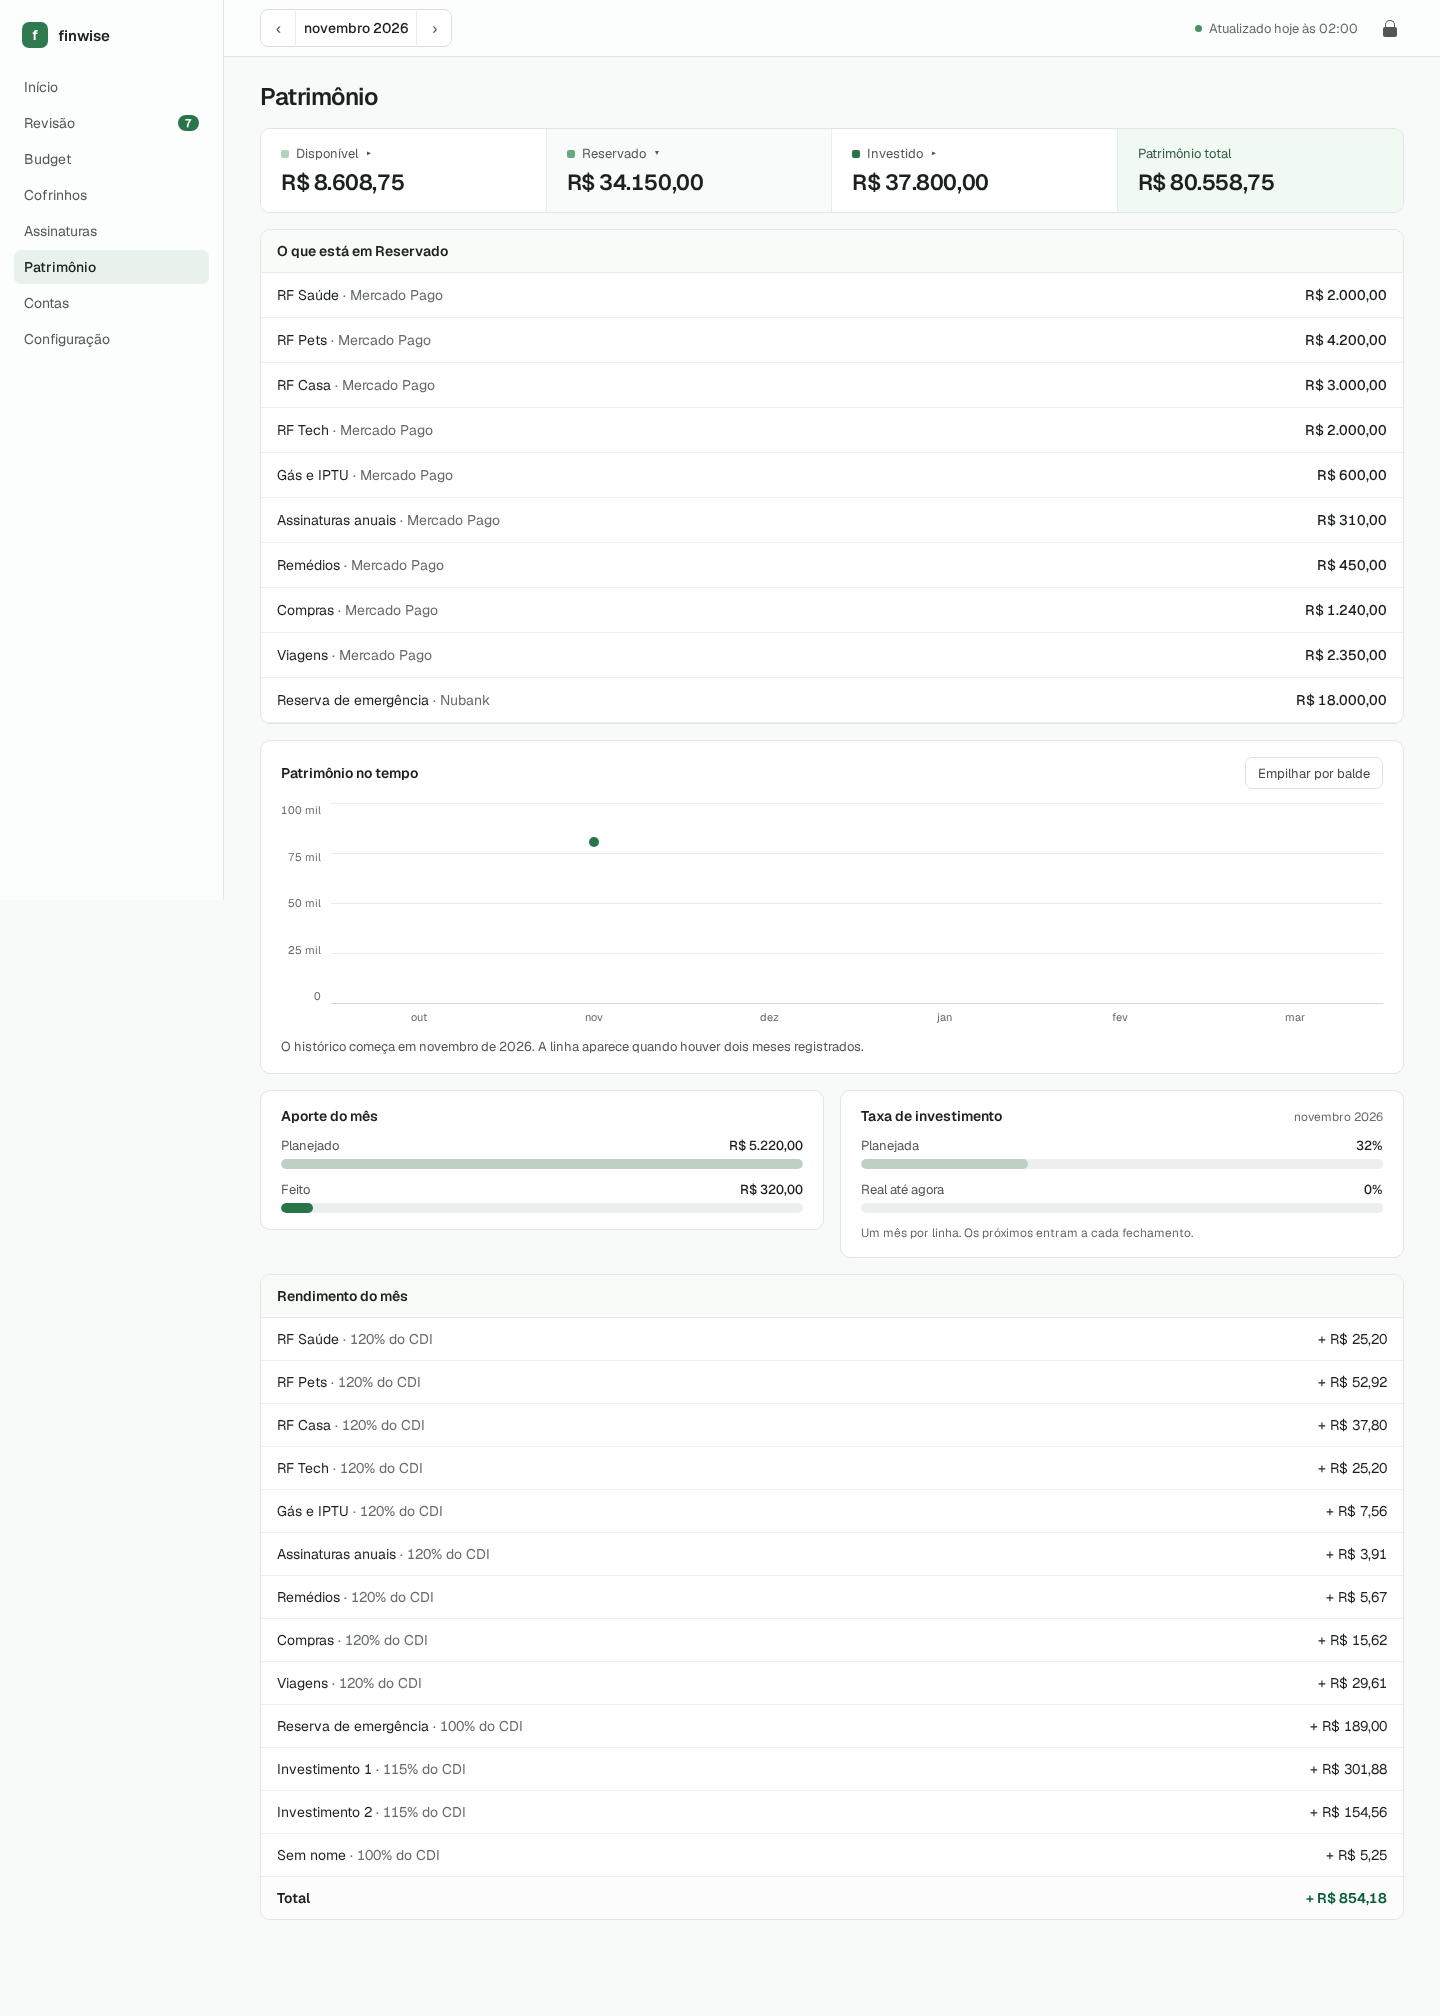 f finwise
‹ novembro 2026 ›
Atualizado hoje às 02:00
Início
Revisão 7
Budget
Cofrinhos
Assinaturas
Patrimônio
Contas
Configuração
Patrimônio
Disponível ▸
R$ 8.608,75
Reservado ▾
R$ 34.150,00
Investido ▸
R$ 37.800,00
Patrimônio total
R$ 80.558,75
O que está em Reservado
RF Saúde · Mercado Pago R$ 2.000,00
RF Pets · Mercado Pago R$ 4.200,00
RF Casa · Mercado Pago R$ 3.000,00
RF Tech · Mercado Pago R$ 2.000,00
Gás e IPTU · Mercado Pago R$ 600,00
Assinaturas anuais · Mercado Pago R$ 310,00
Remédios · Mercado Pago R$ 450,00
Compras · Mercado Pago R$ 1.240,00
Viagens · Mercado Pago R$ 2.350,00
Reserva de emergência · Nubank R$ 18.000,00
Patrimônio no tempo
Empilhar por balde
100 mil
75 mil
50 mil
25 mil
0
out nov dez jan fev mar
O histórico começa em novembro de 2026. A linha aparece quando houver dois meses registrados.
Aporte do mês
Planejado R$ 5.220,00
Feito R$ 320,00
Taxa de investimento novembro 2026
Planejada 32%
Real até agora 0%
Um mês por linha. Os próximos entram a cada fechamento.
Rendimento do mês
RF Saúde · 120% do CDI + R$ 25,20
RF Pets · 120% do CDI + R$ 52,92
RF Casa · 120% do CDI + R$ 37,80
RF Tech · 120% do CDI + R$ 25,20
Gás e IPTU · 120% do CDI + R$ 7,56
Assinaturas anuais · 120% do CDI + R$ 3,91
Remédios · 120% do CDI + R$ 5,67
Compras · 120% do CDI + R$ 15,62
Viagens · 120% do CDI + R$ 29,61
Reserva de emergência · 100% do CDI + R$ 189,00
Investimento 1 · 115% do CDI + R$ 301,88
Investimento 2 · 115% do CDI + R$ 154,56
Sem nome · 100% do CDI + R$ 5,25
Total + R$ 854,18